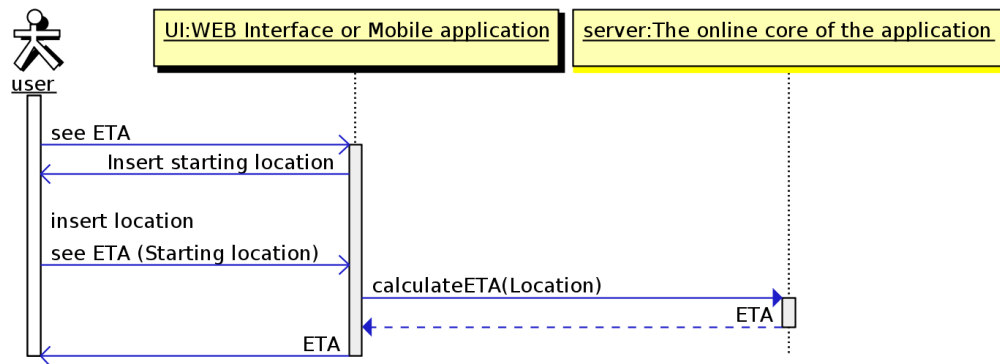 UI:WEB Interface or Mobile application
server:The online core of the application
user
see ETA
Insert starting location
insert location
see ETA (Starting location)
calculateETA(Location)
ETA
ETA